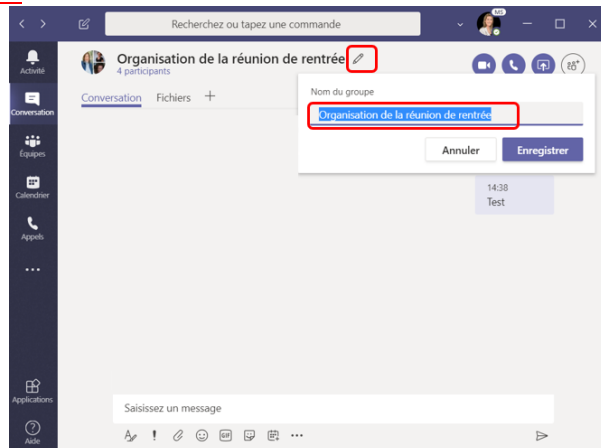 Recherchez ou tapez une commande
MS
Activité
Conversation
Équipes
Calendrier
Appels
Applications
Aide
Organisation de la réunion de rentrée
4 participants
Conversation Fichiers
Nom du groupe
Organisation de la réunion de rentrée
Annuler Enregistrer
14:38
Test
Saisissez un message
GIF